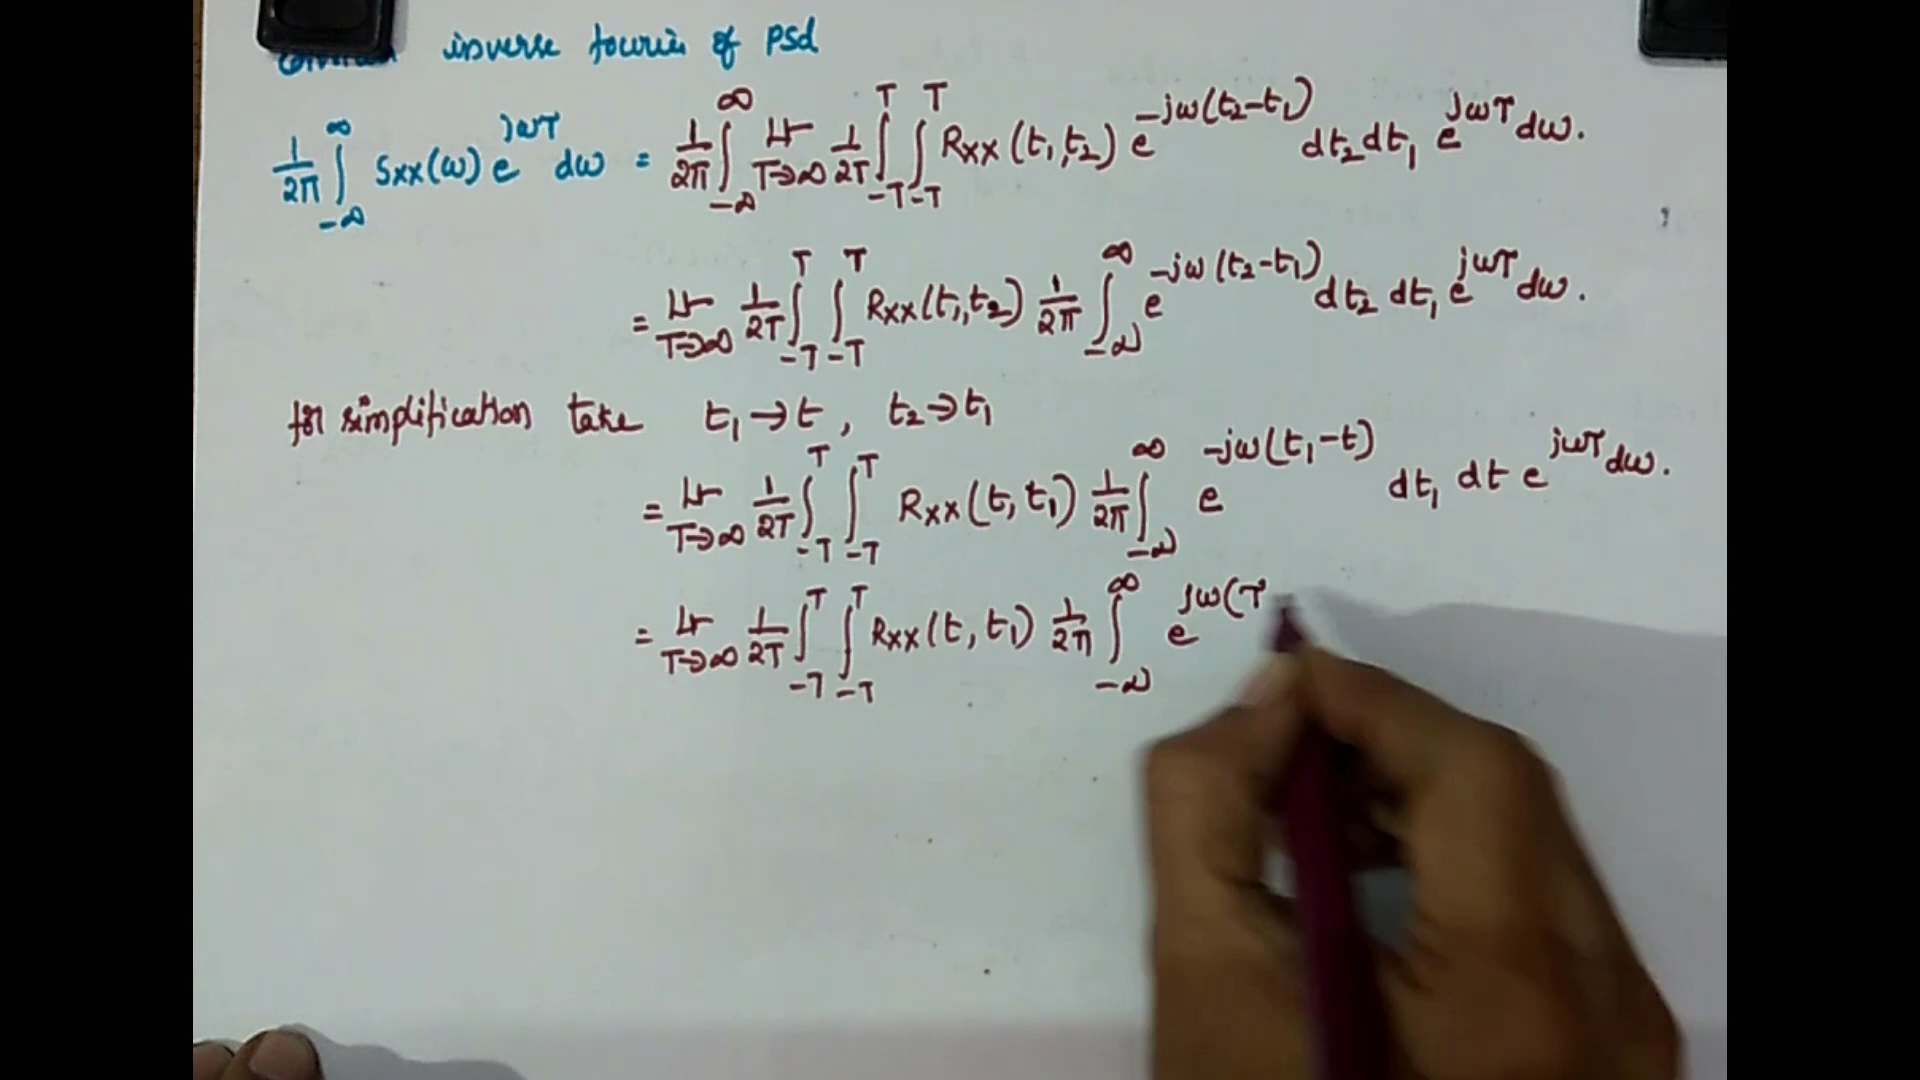 inverse fourier of psd
1/2π ∫_{-∞}^{∞} Sxx(ω) e^{jωτ} dω = 1/2π ∫_{-∞}^{∞} Lt_{T→∞} 1/2T ∫_{-T}^{T} ∫_{-T}^{T} Rxx(t₁,t₂) e^{-jω(t₂-t₁)} dt₂ dt₁ e^{jωτ} dω.
= Lt_{T→∞} 1/2T ∫_{-T}^{T} ∫_{-T}^{T} Rxx(t₁,t₂) 1/2π ∫_{-∞}^{∞} e^{-jω(t₂-t₁)} dt₂ dt₁ e^{jωτ} dω.
for simplification take t₁→t, t₂→t₁
= Lt_{T→∞} 1/2T ∫_{-T}^{T} ∫_{-T}^{T} Rxx(t,t₁) 1/2π ∫_{-∞}^{∞} e^{-jω(t₁-t)} dt₁ dt e^{jωτ} dω.
= Lt_{T→∞} 1/2T ∫_{-T}^{T} ∫_{-T}^{T} Rxx(t,t₁) 1/2π ∫_{-∞}^{∞} e^{jω(τ